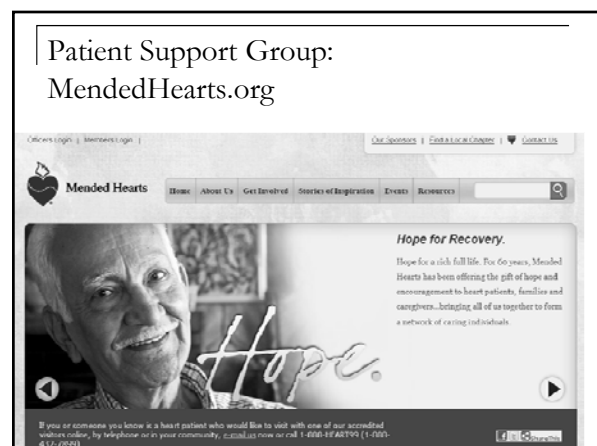 Patient Support Group:
MendedHearts.org
Officers Login | Members Login |
Our Sponsors | Find a Local Chapter | Contact Us
Mended Hearts
Home About Us Get Involved Stories of Inspiration Events Resources
Hope for Recovery.
Hope for a rich full life. For 60 years, Mended
Hearts has been offering the gift of hope and
encouragement to heart patients, families and
caregivers...bringing all of us together to form
a network of caring individuals.
Hope.
If you or someone you know is a heart patient who would like to visit with one of our accredited
visitors online, by telephone or in your community, e-mail us now or call 1-888-HEART99 (1-888-
432-7899)
ShareThis